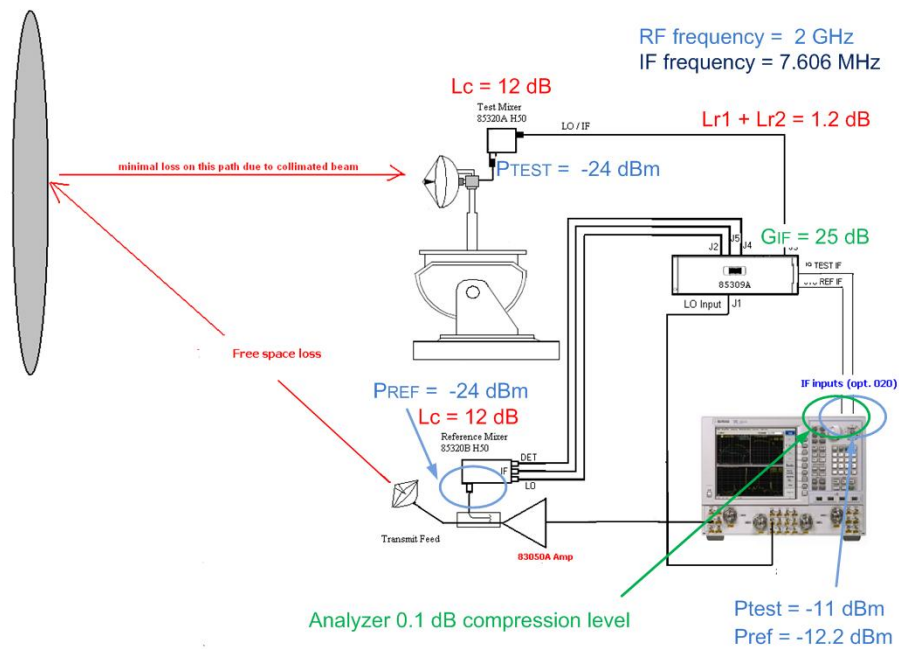 RF frequency = 2 GHz
IF frequency = 7.606 MHz
Lc = 12 dB
Test Mixer
85320A H50
LO / IF
Lr1 + Lr2 = 1.2 dB
minimal loss on this path due to collimated beam
PTEST = -24 dBm
GIF = 25 dB
J2
J5
J4
TEST IF
85309A
REF IF
LO Input
J1
Free space loss
PREF = -24 dBm
IF inputs (opt. 020)
Lc = 12 dB
Reference Mixer
85320B H50
DET
IF
LO
Transmit Feed
83050A Amp
Analyzer 0.1 dB compression level
Ptest = -11 dBm
Pref = -12.2 dBm